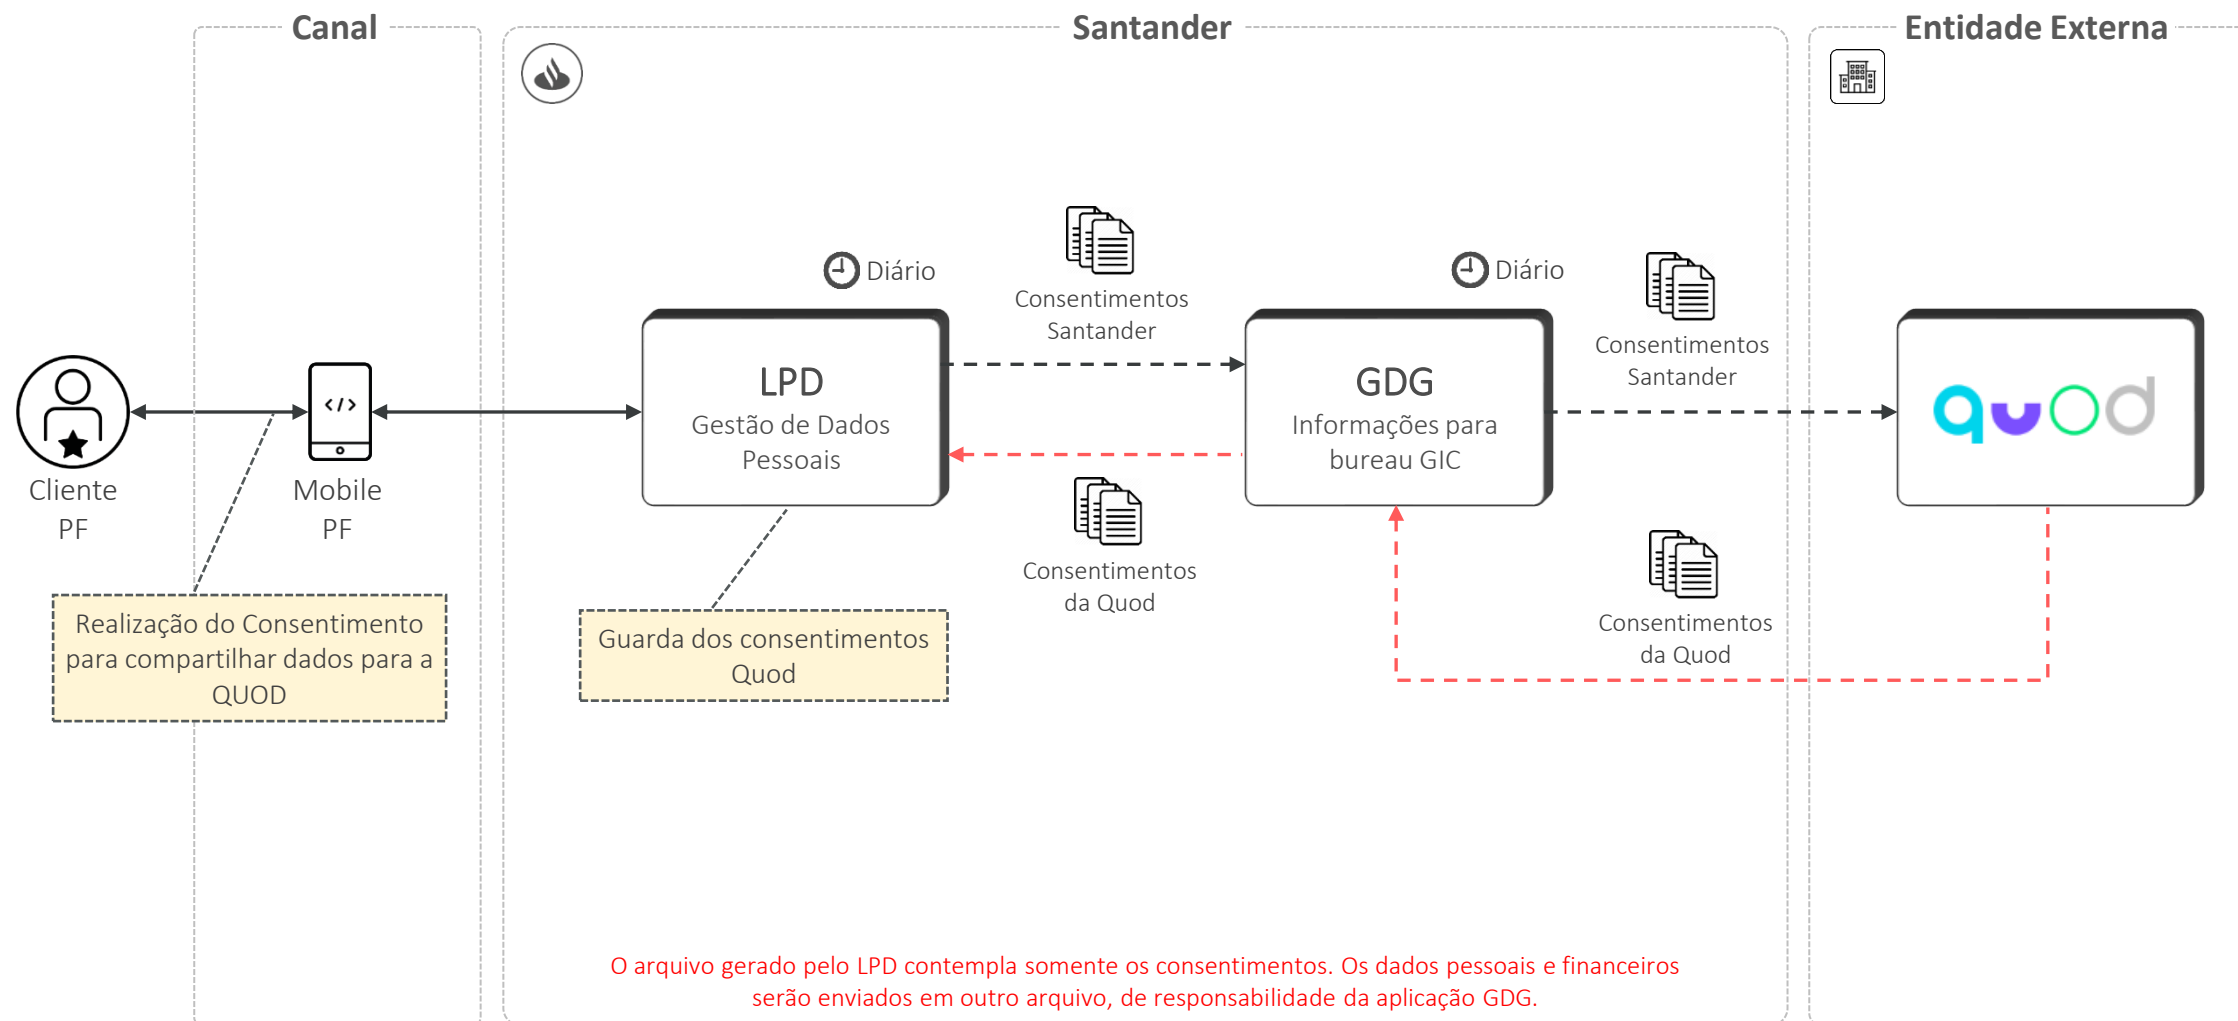 Canal
Santander
Entidade Externa
Diário
Consentimentos
Santander
Diário
Consentimentos
Santander
</>
Cliente
PF
Mobile
PF
LPD
Gestão de Dados
Pessoais
GDG
Informações para
bureau GIC
quod
Consentimentos
da Quod
Consentimentos
da Quod
Realização do Consentimento
para compartilhar dados para a
QUOD
Guarda dos consentimentos
Quod
O arquivo gerado pelo LPD contempla somente os consentimentos. Os dados pessoais e financeiros
serão enviados em outro arquivo, de responsabilidade da aplicação GDG.